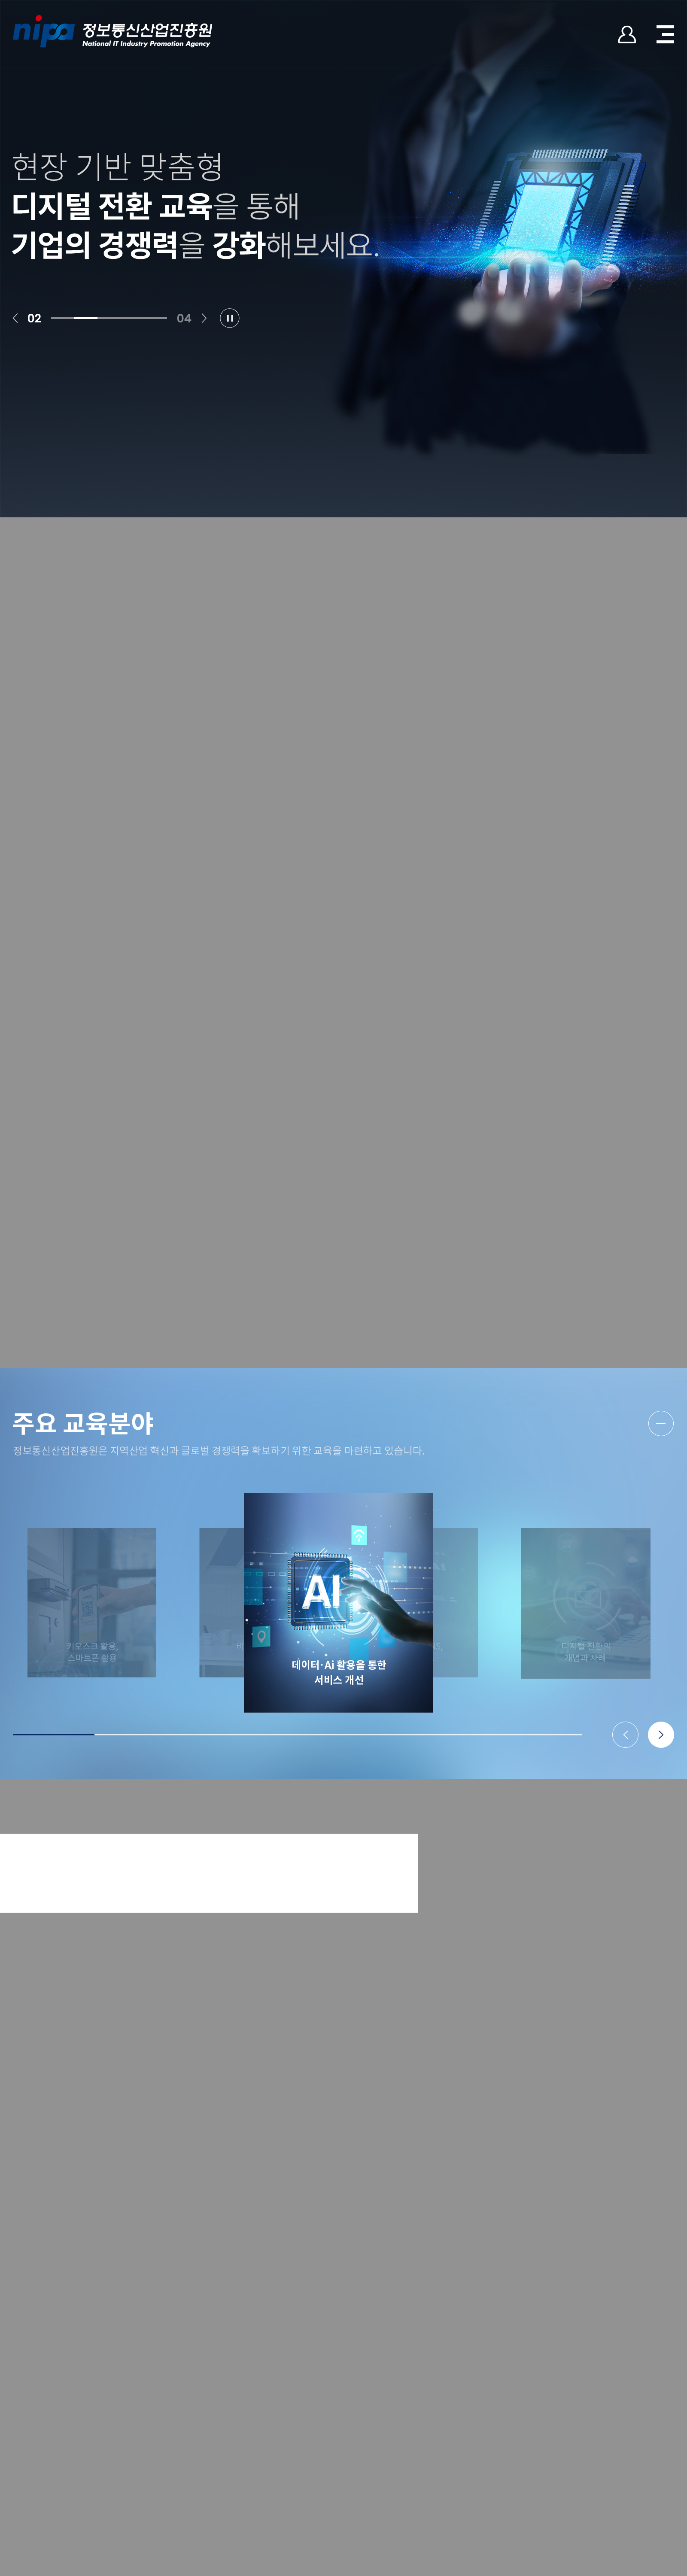 nipa 정보통신산업진흥원
National IT Industry Promotion Agency
현장 기반 맞춤형
디지털 전환 교육을 통해
기업의 경쟁력을 강화해보세요.
02
04
주요 교육분야
정보통신산업진흥원은 지역산업 혁신과 글로벌 경쟁력을 확보하기 위한 교육을 마련하고 있습니다.
키오스크 활용,
스마트폰 활용
AI
데이터·Ai 활용을 통한
서비스 개선
디지털 전환의
개념과 사례